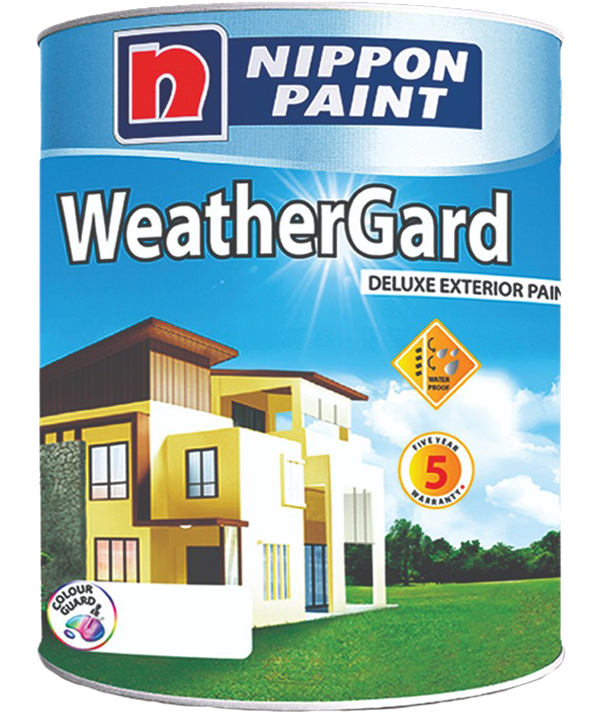 n
NIPPON
PAINT
WeatherGard
DELUXE EXTERIOR PAIN
WATER
PROOF
FIVE YEAR
5
WARRANTY
COLOUR
GUARD